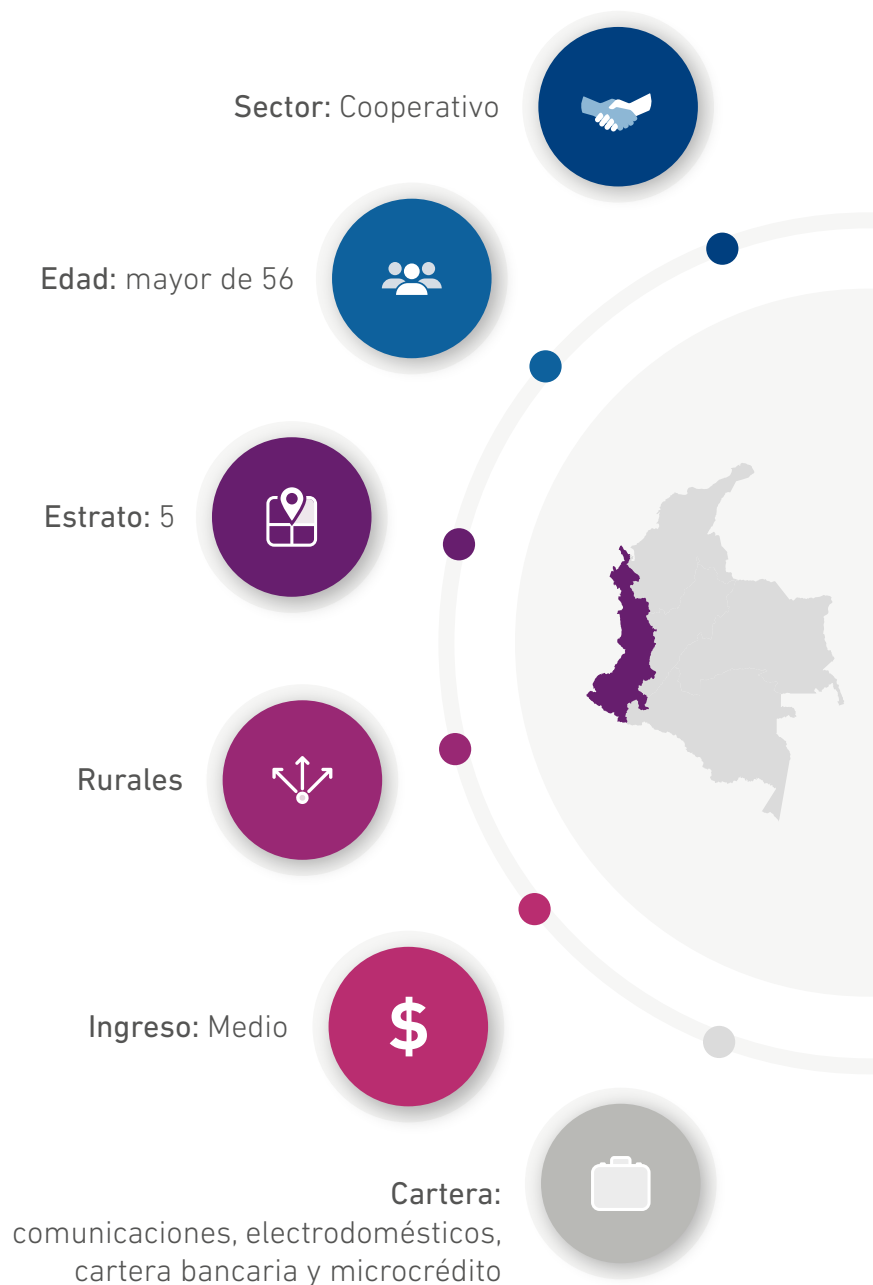 Sector: Cooperativo
Edad: mayor de 56
Estrato: 5
Rurales
Ingreso: Medio
$
Cartera:
comunicaciones, electrodomésticos,
cartera bancaria y microcrédito